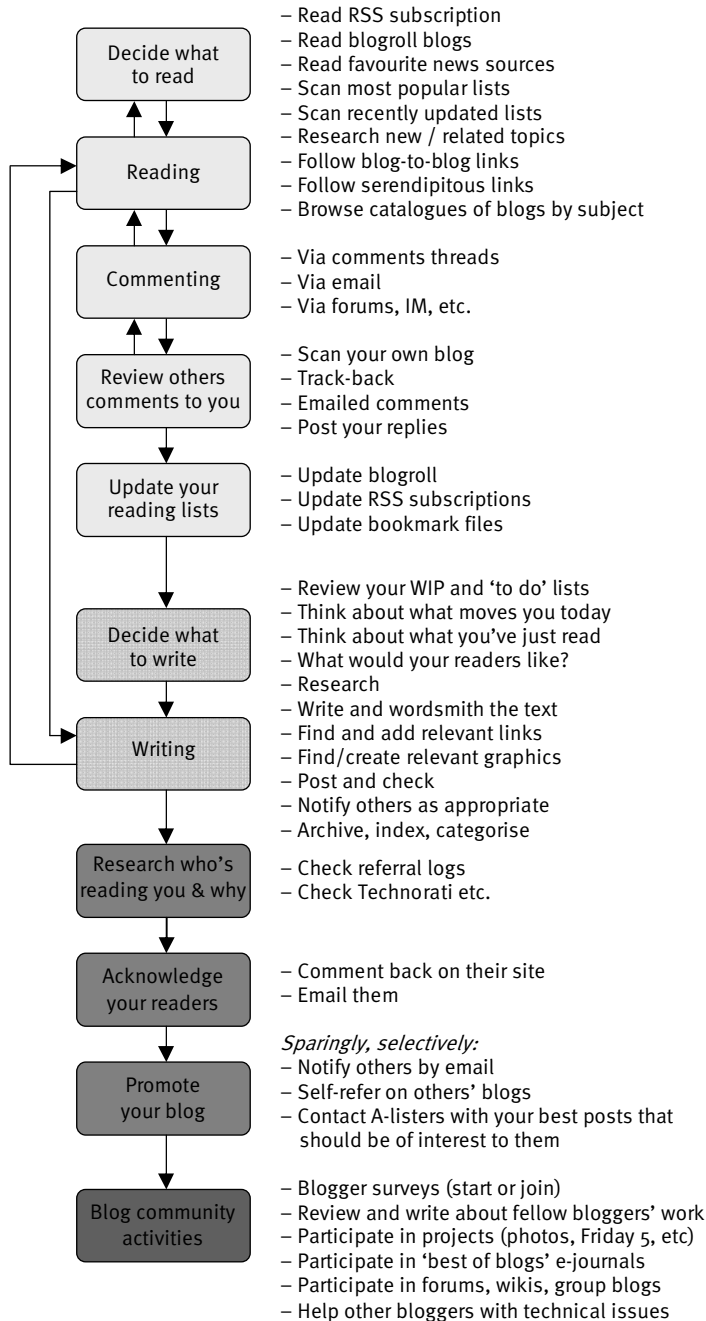 Decide what
to read
– Read RSS subscription
– Read blogroll blogs
– Read favourite news sources
– Scan most popular lists
– Scan recently updated lists
– Research new / related topics
– Follow blog-to-blog links
– Follow serendipitous links
– Browse catalogues of blogs by subject
Reading
Commenting
– Via comments threads
– Via email
– Via forums, IM, etc.
Review others
comments to you
– Scan your own blog
– Track-back
– Emailed comments
– Post your replies
Update your
reading lists
– Update blogroll
– Update RSS subscriptions
– Update bookmark files
Decide what
to write
– Review your WIP and ‘to do’ lists
– Think about what moves you today
– Think about what you’ve just read
– What would your readers like?
– Research
– Write and wordsmith the text
– Find and add relevant links
– Find/create relevant graphics
– Post and check
– Notify others as appropriate
– Archive, index, categorise
Writing
Research who’s
reading you & why
– Check referral logs
– Check Technorati etc.
Acknowledge
your readers
– Comment back on their site
– Email them
Promote
your blog
Sparingly, selectively:
– Notify others by email
– Self-refer on others’ blogs
– Contact A-listers with your best posts that
should be of interest to them
Blog community
activities
– Blogger surveys (start or join)
– Review and write about fellow bloggers’ work
– Participate in projects (photos, Friday 5, etc)
– Participate in ‘best of blogs’ e-journals
– Participate in forums, wikis, group blogs
– Help other bloggers with technical issues